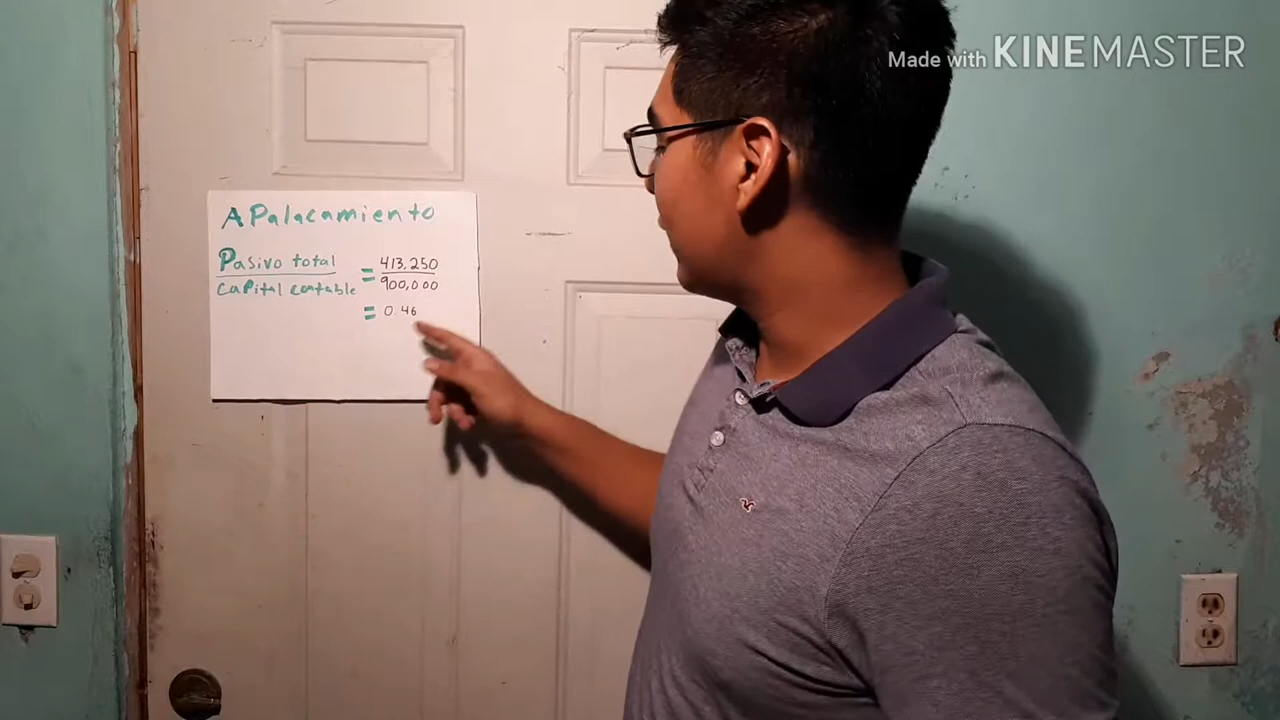 Made with KINEMASTER
APalacamiento
Pasivo total
caPital contable
= 413,250
900,000
= 0.46